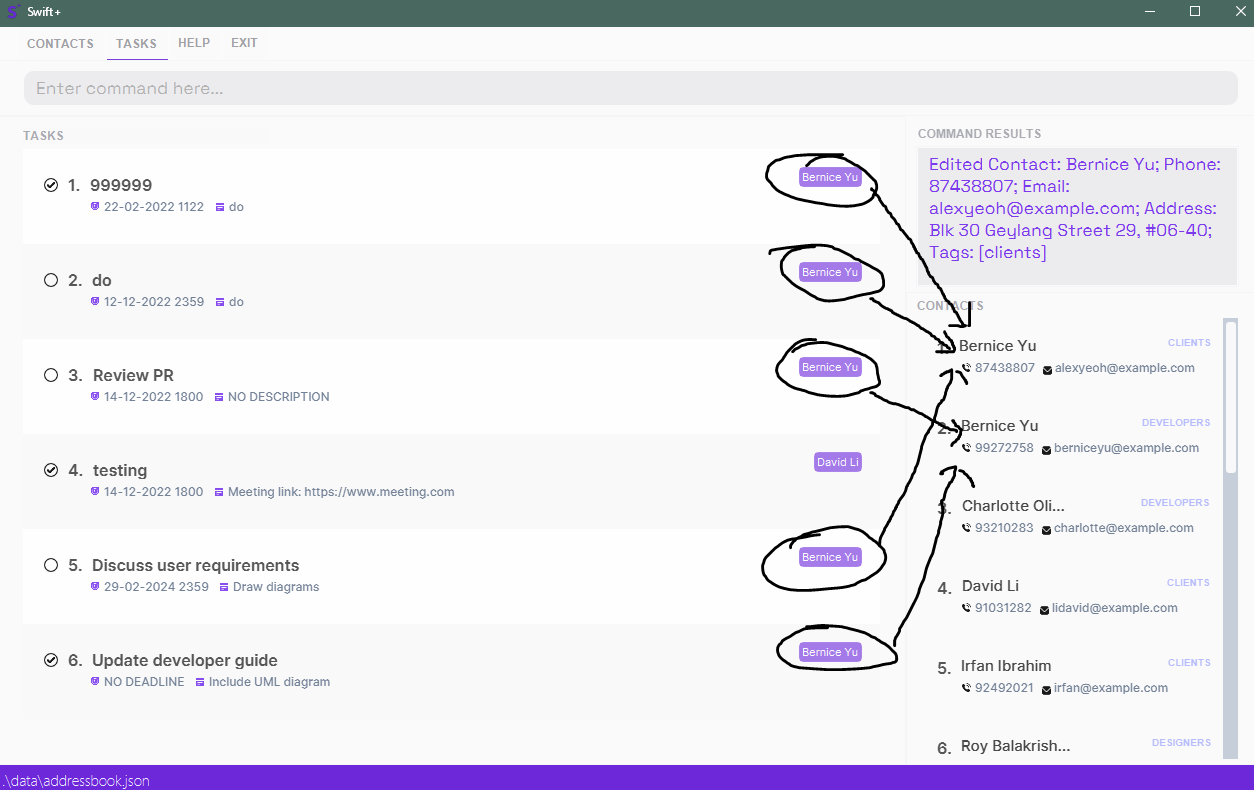 Swift+
CONTACTS TASKS HELP EXIT
Enter command here...
TASKS
1. 999999
22-02-2022 1122 do
Bernice Yu
2. do
12-12-2022 2359 do
Bernice Yu
3. Review PR
14-12-2022 1800 NO DESCRIPTION
Bernice Yu
4. testing
14-12-2022 1800 Meeting link: https://www.meeting.com
David Li
5. Discuss user requirements
29-02-2024 2359 Draw diagrams
Bernice Yu
6. Update developer guide
NO DEADLINE Include UML diagram
Bernice Yu
COMMAND RESULTS
Edited Contact: Bernice Yu; Phone:
87438807; Email:
alexyeoh@example.com; Address:
Blk 30 Geylang Street 29, #06-40;
Tags: [clients]
CONTACTS
1. Bernice Yu CLIENTS
87438807 alexyeoh@example.com
2. Bernice Yu DEVELOPERS
99272758 berniceyu@example.com
3. Charlotte Oli... DEVELOPERS
93210283 charlotte@example.com
4. David Li CLIENTS
91031282 lidavid@example.com
5. Irfan Ibrahim CLIENTS
92492021 irfan@example.com
6. Roy Balakrish... DESIGNERS
.\data\addressbook.json